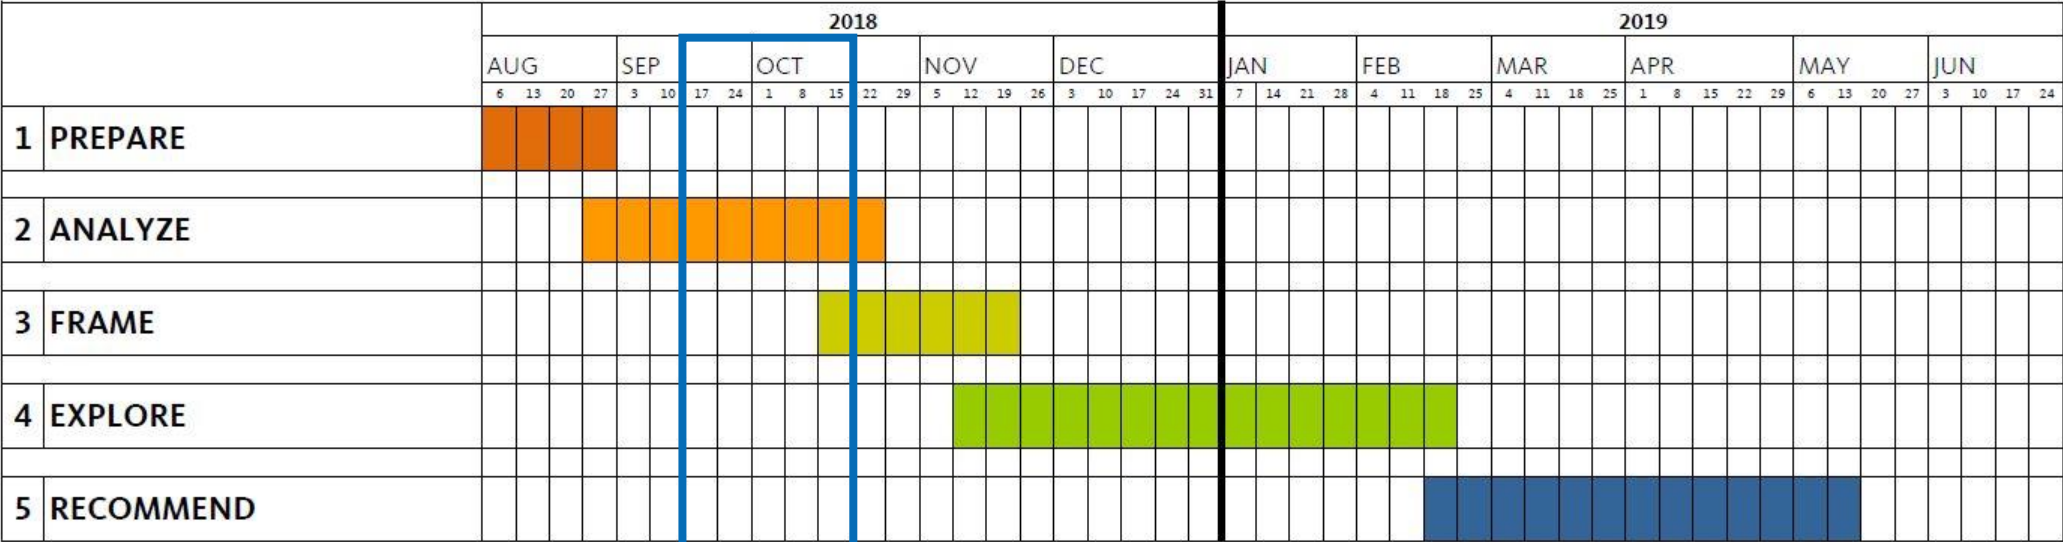 2018 2019
AUG SEP OCT NOV DEC JAN FEB MAR APR MAY JUN
6 13 20 27 3 10 17 24 1 8 15 22 29 5 12 19 26 3 10 17 24 31 7 14 21 28 4 11 18 25 4 11 18 25 1 8 15 22 29 6 13 20 27 3 10 17 24
1 PREPARE
2 ANALYZE
3 FRAME
4 EXPLORE
5 RECOMMEND